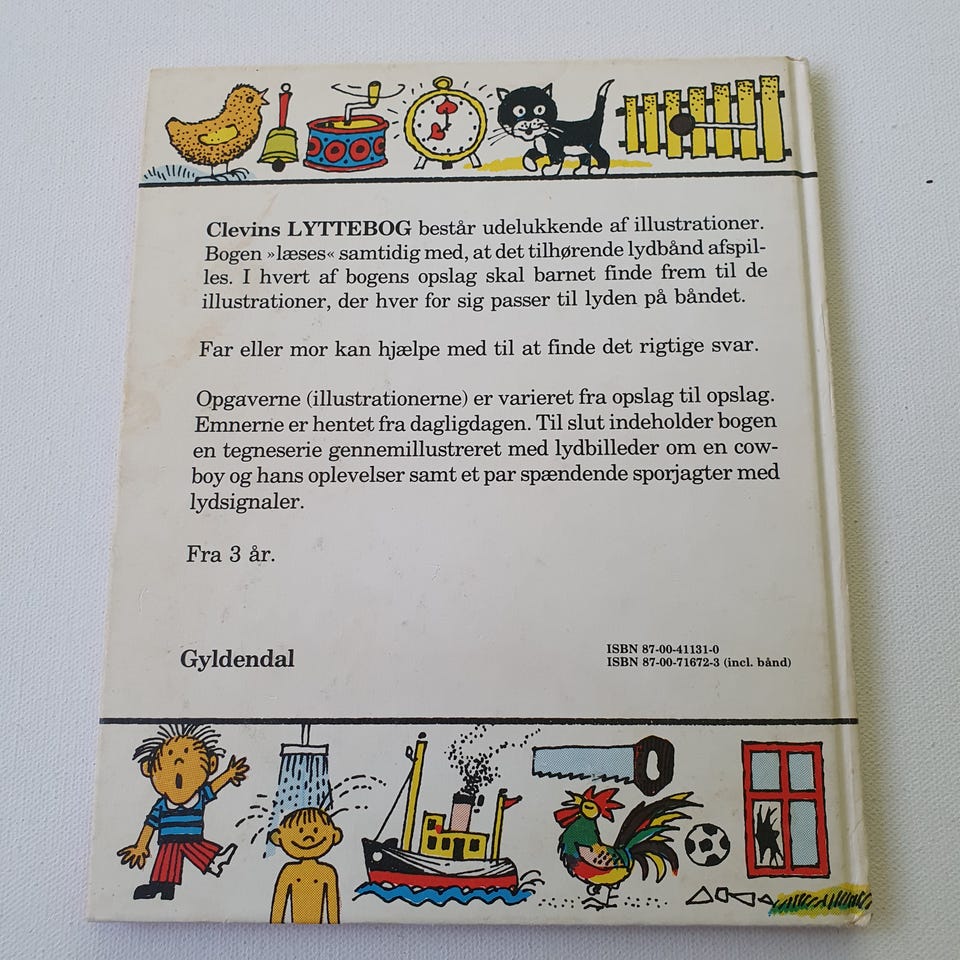 Clevins LYTTEBOG består udelukkende af illustrationer.
Bogen »læses« samtidig med, at det tilhørende lydbånd afspil-
les. I hvert af bogens opslag skal barnet finde frem til de
illustrationer, der hver for sig passer til lyden på båndet.
Far eller mor kan hjælpe med til at finde det rigtige svar.
Opgaverne (illustrationerne) er varieret fra opslag til opslag.
Emnerne er hentet fra dagligdagen. Til slut indeholder bogen
en tegneserie gennemillustreret med lydbilleder om en cow-
boy og hans oplevelser samt et par spændende sporjagter med
lydsignaler.
Fra 3 år.
Gyldendal
ISBN 87-00-41131-0
ISBN 87-00-71672-3 (incl. bånd)